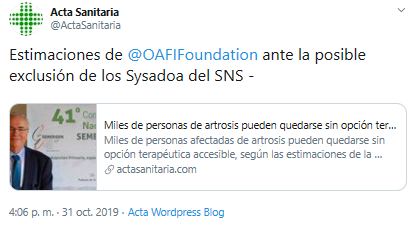 Acta Sanitaria
@ActaSanitaria
Estimaciones de @OAFIFoundation ante la posible
exclusión de los Sysadoa del SNS -
41º Con
Na
SEME
Miles de personas de artrosis pueden quedarse sin opción ter...
Miles de personas afectadas de artrosis pueden quedarse sin
opción terapéutica accesible, según las estimaciones de la ...
actasanitaria.com
4:06 p. m. · 31 oct. 2019 · Acta Wordpress Blog